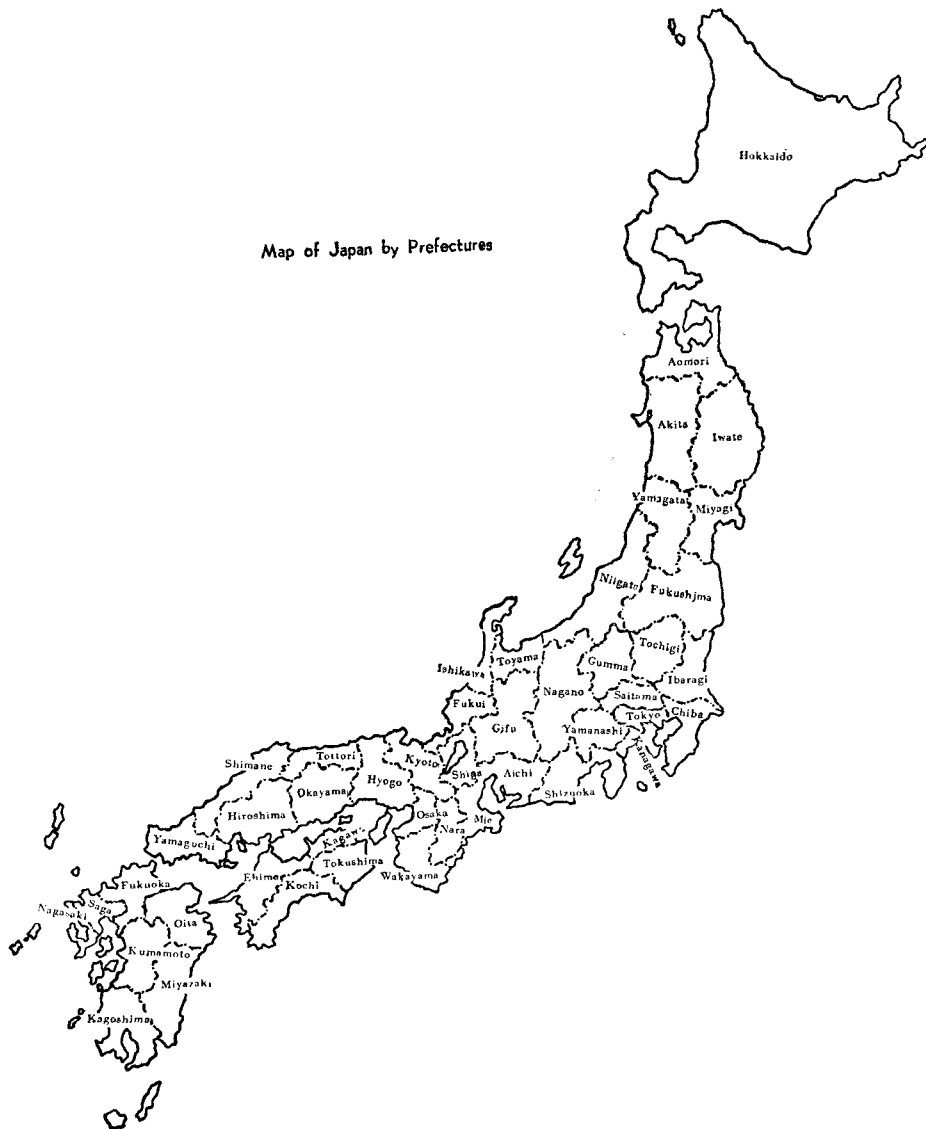 Hokkaido
Map of Japan by Prefectures
Aomori
Akita
Iwate
Yamagata
Miyagi
Niigata
Fukushima
Tochigi
Ishikawa
Toyama
Gumma
Ibaragi
Nagano
Saitama
Fukui
Tokyo
Chiba
Gifu
Yamanashi
Kanagawa
Kyoto
Tottori
Shimane
Hyogo
Shiga
Aichi
Shizuoka
Okayama
Hiroshima
Osaka
Mie
Nara
Kagawa
Yamaguchi
Tokushima
Wakayama
Ehime
Kochi
Fukuoka
Saga
Nagasaki
Oita
Kumamoto
Miyazaki
Kagoshima